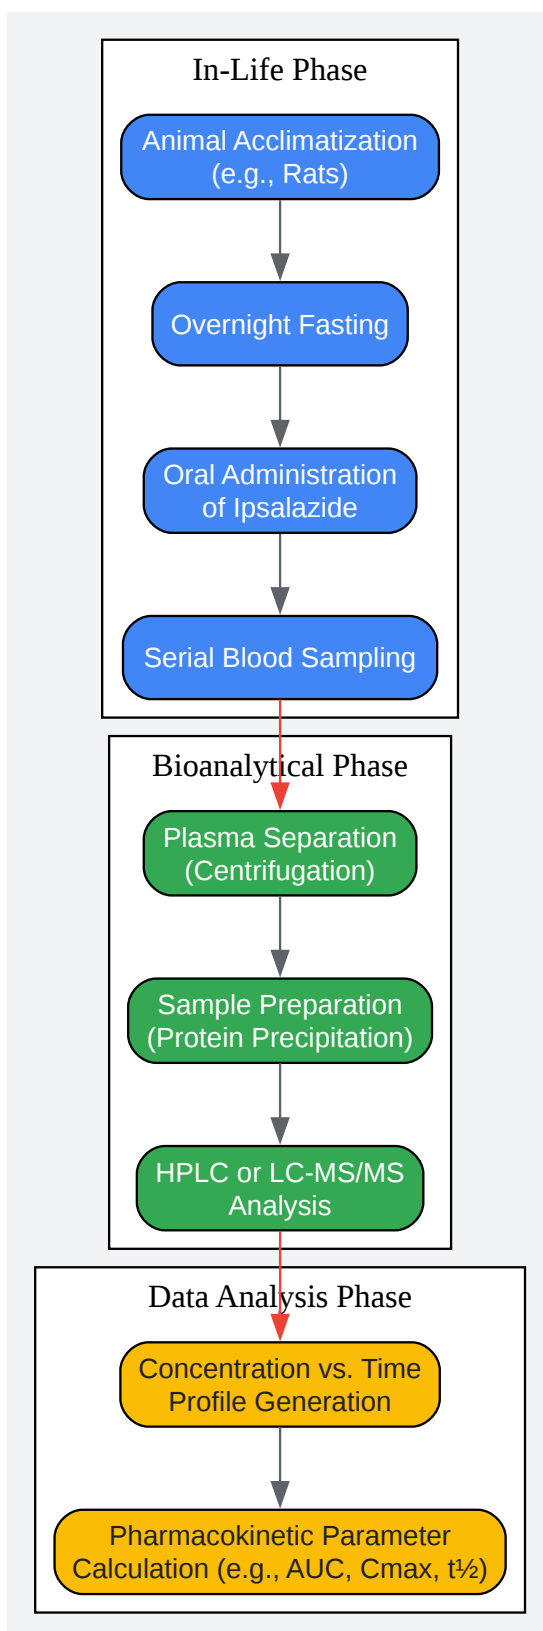 In-Life Phase
Animal Acclimatization
(e.g., Rats)
Overnight Fasting
Oral Administration
of Ipsalazide
Serial Blood Sampling
Bioanalytical Phase
Plasma Separation
(Centrifugation)
Sample Preparation
(Protein Precipitation)
HPLC or LC-MS/MS
Analysis
Data Analysis Phase
Concentration vs. Time
Profile Generation
Pharmacokinetic Parameter
Calculation (e.g., AUC, Cmax, t½)